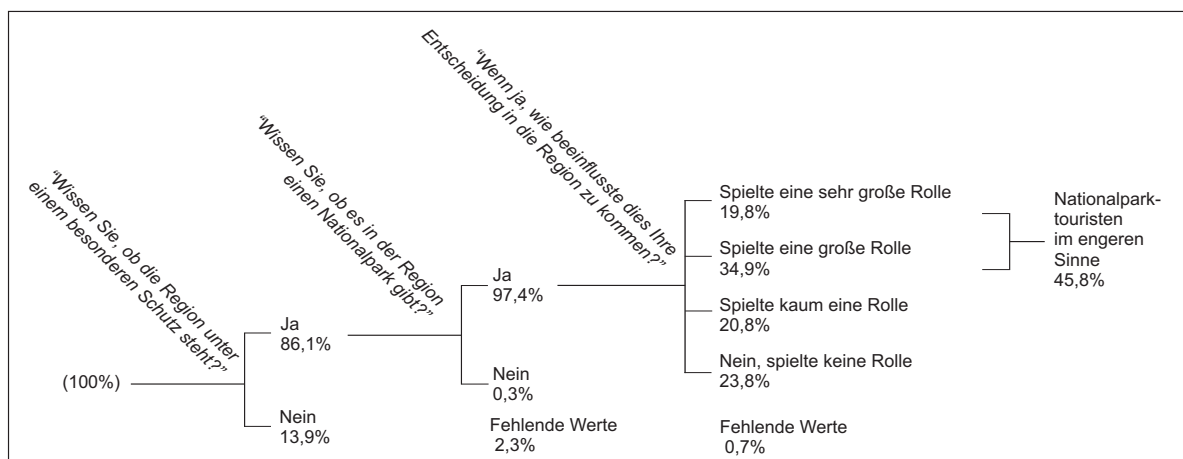 “Wissen Sie, ob die Region unter
einem besonderen Schutz steht?”
“Wissen Sie, ob es in der Region
einen Nationalpark gibt?”
“Wenn ja, wie beeinflusste dies Ihre
Entscheidung in die Region zu kommen?”
(100%)
Ja
86,1%
Nein
13,9%
Ja
97,4%
Nein
0,3%
Fehlende Werte
2,3%
Spielte eine sehr große Rolle
19,8%
Spielte eine große Rolle
34,9%
Spielte kaum eine Rolle
20,8%
Nein, spielte keine Rolle
23,8%
Fehlende Werte
0,7%
Nationalpark-
touristen
im engeren
Sinne
45,8%